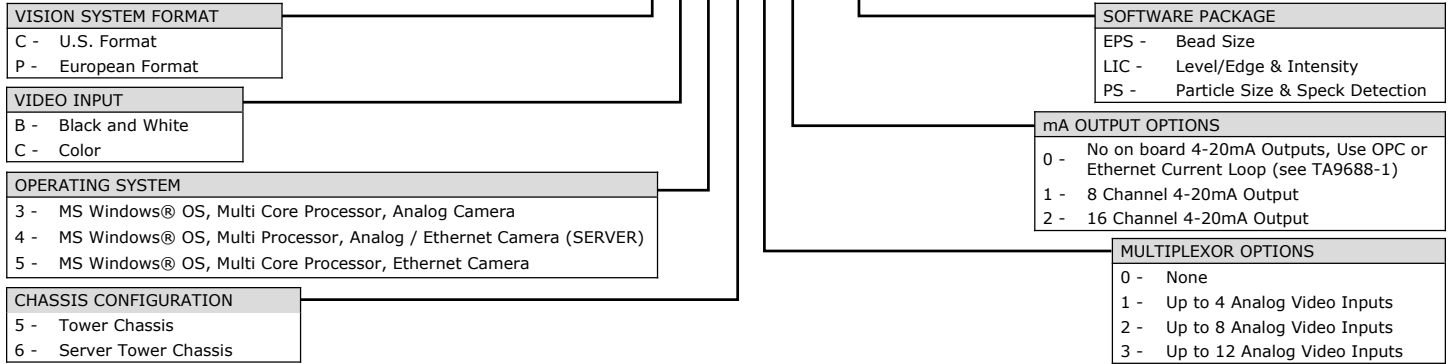 VISION SYSTEM FORMAT
C - U.S. Format
P - European Format
VIDEO INPUT
B - Black and White
C - Color
OPERATING SYSTEM
3 - MS Windows® OS, Multi Core Processor, Analog Camera
4 - MS Windows® OS, Multi Processor, Analog / Ethernet Camera (SERVER)
5 - MS Windows® OS, Multi Core Processor, Ethernet Camera
CHASSIS CONFIGURATION
5 - Tower Chassis
6 - Server Tower Chassis
SOFTWARE PACKAGE
EPS - Bead Size
LIC - Level/Edge & Intensity
PS - Particle Size & Speck Detection
mA OUTPUT OPTIONS
0 - No on board 4-20mA Outputs, Use OPC or
Ethernet Current Loop (see TA9688-1)
1 - 8 Channel 4-20mA Output
2 - 16 Channel 4-20mA Output
MULTIPLEXOR OPTIONS
0 - None
1 - Up to 4 Analog Video Inputs
2 - Up to 8 Analog Video Inputs
3 - Up to 12 Analog Video Inputs